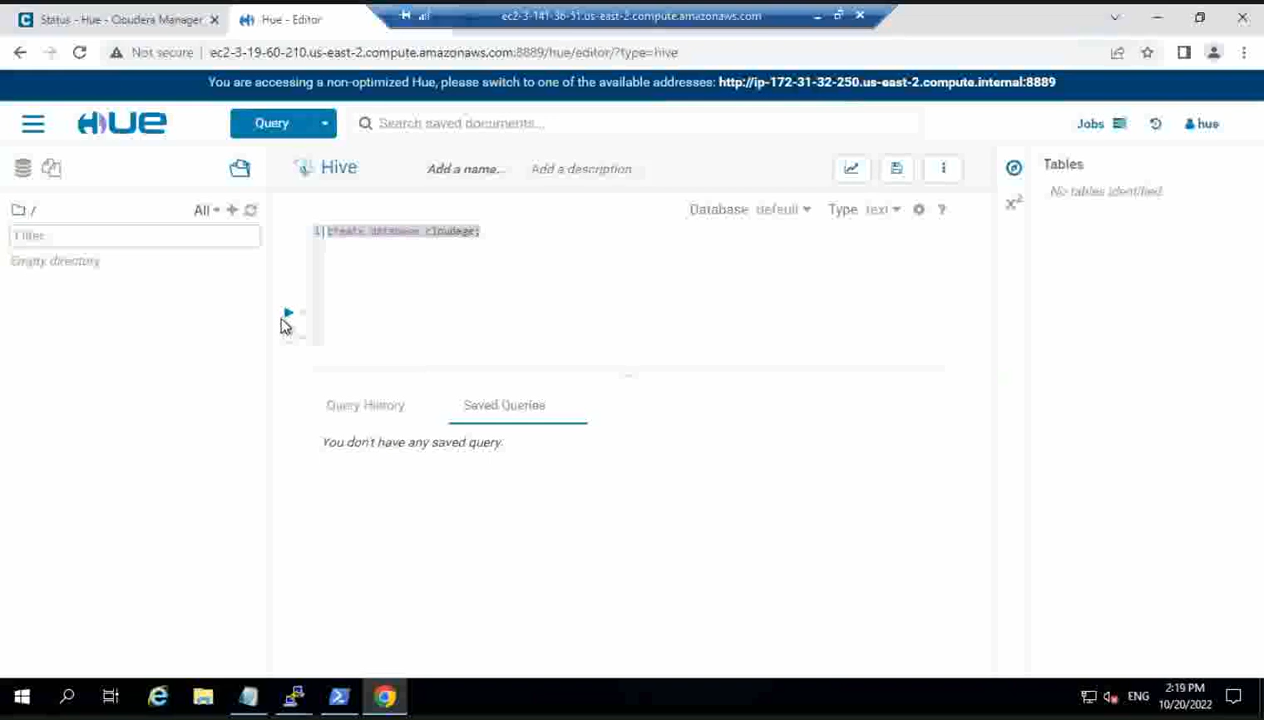 Status - Hue - Cloudera Manager
Hue - Editor
us-east-2.compute.amazonaws.com
Not secure
ec2-3-19-60-210.us-east-2.compute.amazonaws.com:8889/hue/editor/?type=hive
You are accessing a non-optimized Hue, please switch to one of the available addresses: http://ip-172-31-32-250.us-east-2.compute.internal:8889
HUE
Query
Search saved documents...
Jobs
hue
Hive
Add a name...
Add a description
Tables
No tables identified.
/
All
Database default
Type text
?
Filter
Empty directory
1 create database cloudage;
Query History
Saved Queries
You don't have any saved query.
ENG
2:19 PM
10/20/2022